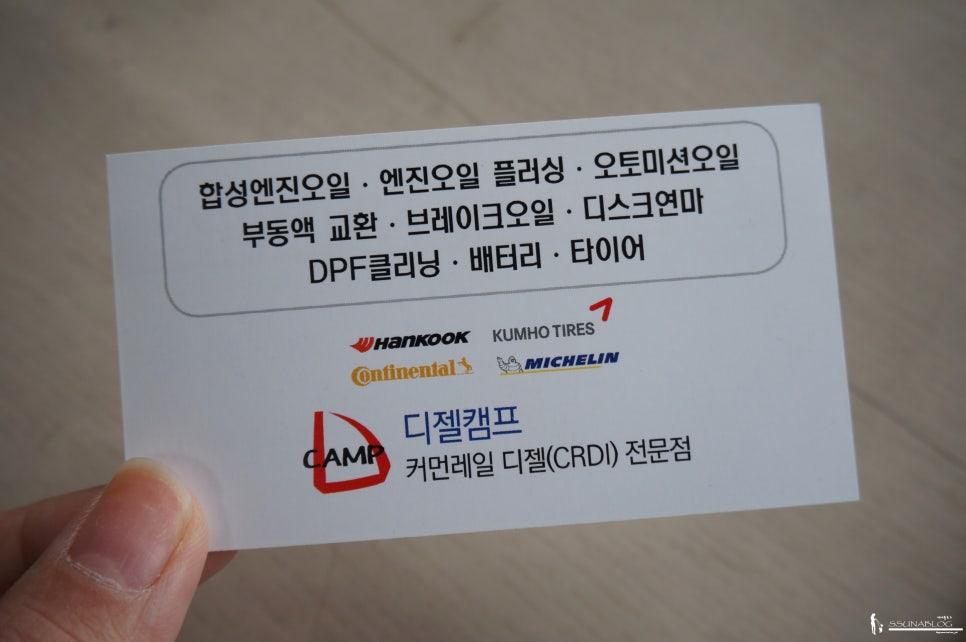 합성엔진오일 · 엔진오일 플러싱 · 오토미션오일
부동액 교환 · 브레이크오일 · 디스크연마
DPF클리닝 · 배터리 · 타이어
HANKOOK KUMHO TIRES
Continental MICHELIN
CAMP 디젤캠프
커먼레일 디젤(CRDI) 전문점
SSUNABLOG